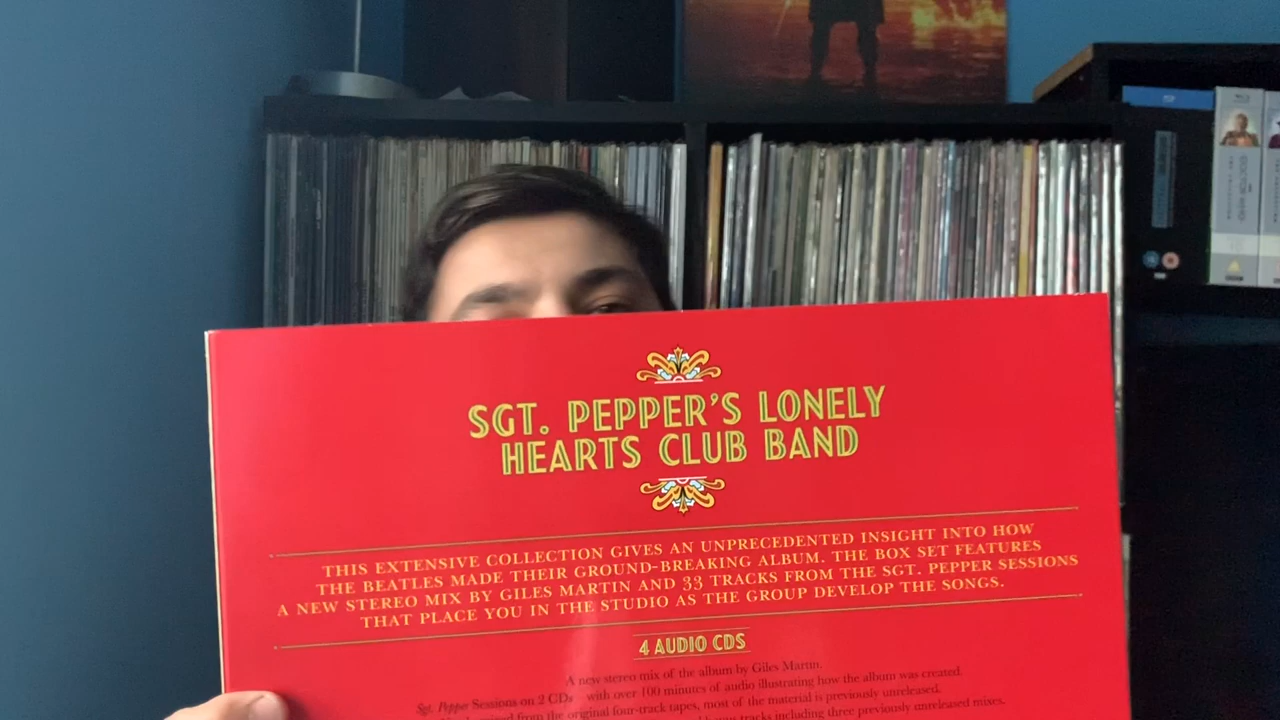 SGT. PEPPER'S LONELY
HEARTS CLUB BAND
THIS EXTENSIVE COLLECTION GIVES AN UNPRECEDENTED INSIGHT INTO HOW
THE BEATLES MADE THEIR GROUND-BREAKING ALBUM. THE BOX SET FEATURES
A NEW STEREO MIX BY GILES MARTIN AND 33 TRACKS FROM THE SGT. PEPPER SESSIONS
THAT PLACE YOU IN THE STUDIO AS THE GROUP DEVELOP THE SONGS.
4 AUDIO CDS
A new stereo mix of the album by Giles Martin.
Sgt. Pepper Sessions on 2 CDs – with over 100 minutes of audio illustrating how the album was created.
mixed from the original four-track tapes, most of the material is previously unreleased.
tracks including three previously unreleased mixes.